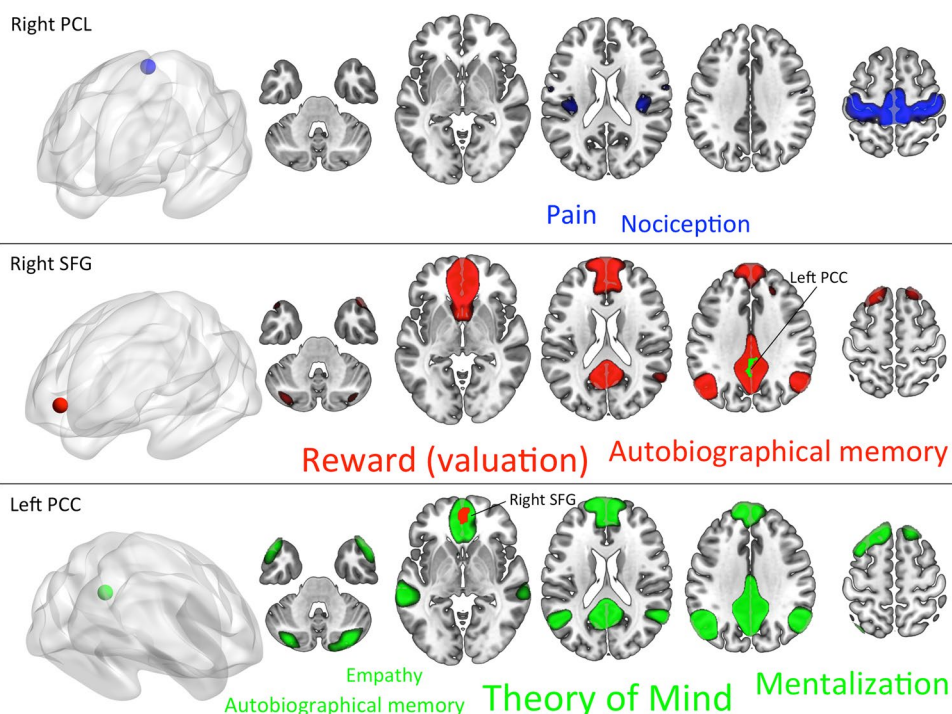 Right PCL
Pain
Nociception
Right SFG
Left PCC
Reward (valuation)
Autobiographical memory
Left PCC
Right SFG
Empathy
Autobiographical memory
Theory of Mind
Mentalization